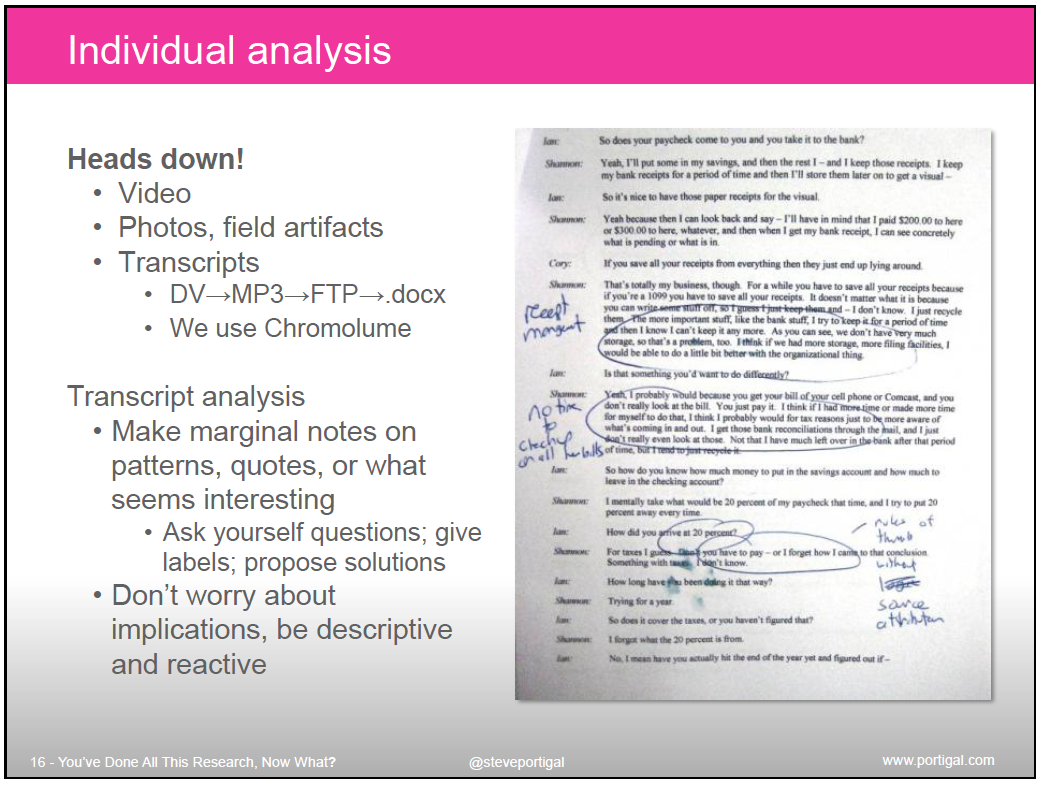 Individual analysis
Heads down!
• Video
• Photos, field artifacts
• Transcripts
• DV→MP3→FTP→.docx
• We use Chromolume
Transcript analysis
• Make marginal notes on
patterns, quotes, or what
seems interesting
• Ask yourself questions; give
labels; propose solutions
• Don’t worry about
implications, be descriptive
and reactive
Ian: So does your paycheck come to you and you take it to the bank?
Shannon: Yeah, I'll put some in my savings, and then the rest I – and I keep those receipts. I keep
my bank receipts for a period of time and then I'll store them later on to get a visual –
Ian: So it's nice to have those paper receipts for the visual.
Shannon: Yeah because then I can look back and say – I'll have in mind that I paid $200.00 to here
or $300.00 to here, whatever, and then when I get my bank receipt, I can see concretely
what is pending or what is in.
Cory: If you save all your receipts from everything then they just end up lying around.
Shannon: That's totally my business, though. For a while you have to save all your receipts because
if you're a 1099 you have to save all your receipts. It doesn't matter what it is because
you can write some stuff off, so I guess I just keep them and – I don't know. I just recycle
them. The more important stuff, like the bank stuff, I try to keep it for a period of time
and then I know I can't keep it any more. As you can see, we don't have very much
storage, so that's a problem, too. I think if we had more storage, more filing facilities, I
would be able to do a little bit better with the organizational thing.
receipt
Ian: Is that something you'd want to do differently?
Shannon: Yeah, I probably would because you get your bill of your cell phone or Comcast, and you
don't really look at the bill. You just pay it. I think if I had more time or made more time
for myself to do that, I think I probably would for tax reasons just to be more aware of
what's coming in and out. I get those bank reconciliations through the mail, and I just
don't really even look at those. Not that I have much left over in the bank after that period
of time, but I tend to just recycle it.
no time
to
check up
on all her bills
Ian: So how do you know how much money to put in the savings account and how much to
leave in the checking account?
Shannon: I mentally take what would be 20 percent of my paycheck that time, and I try to put 20
percent away every time.
Ian: How did you arrive at 20 percent?
Shannon: For taxes I guess. Don't you have to pay – or I forget how I came to that conclusion.
Something with taxes. I don't know.
rules of
thumb
without
source
attribution
Ian: How long have you been doing it that way?
Shannon: Trying for a year.
Ian: So does it cover the taxes, or you haven't figured that?
Shannon: I forgot what the 20 percent is from.
Ian: No, I mean have you actually hit the end of the year yet and figured out if–
16 - You’ve Done All This Research, Now What?
@steveportigal
www.portigal.com